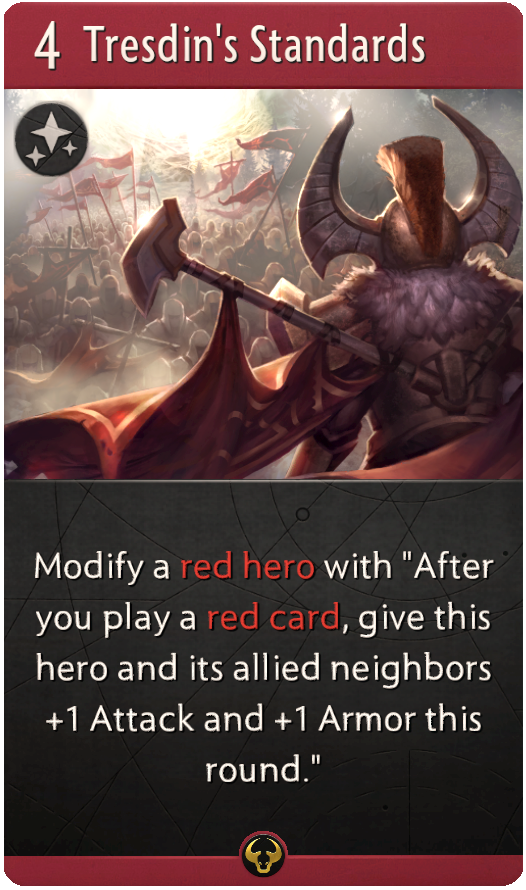 4 Tresdin's Standards
Modify a red hero with "After
you play a red card, give this
hero and its allied neighbors
+1 Attack and +1 Armor this
round."